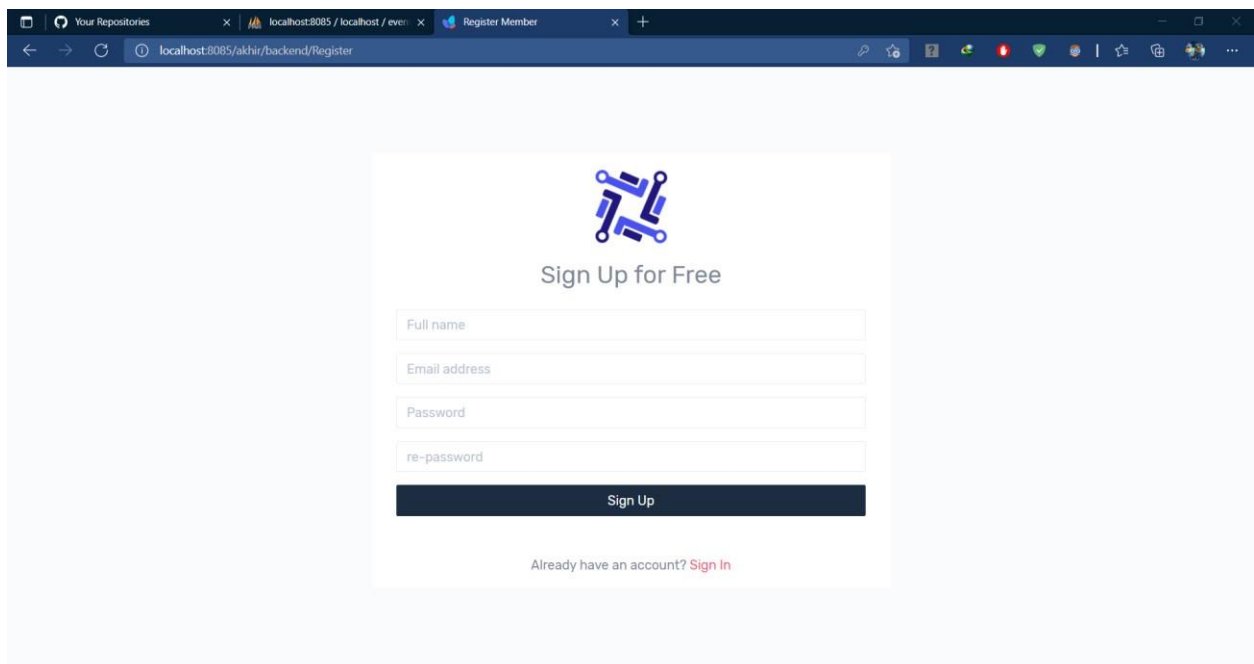 Your Repositories
localhost:8085 / localhost / even
Register Member
localhost:8085/akhir/backend/Register
Sign Up for Free
Full name
Email address
Password
re-password
Sign Up
Already have an account? Sign In